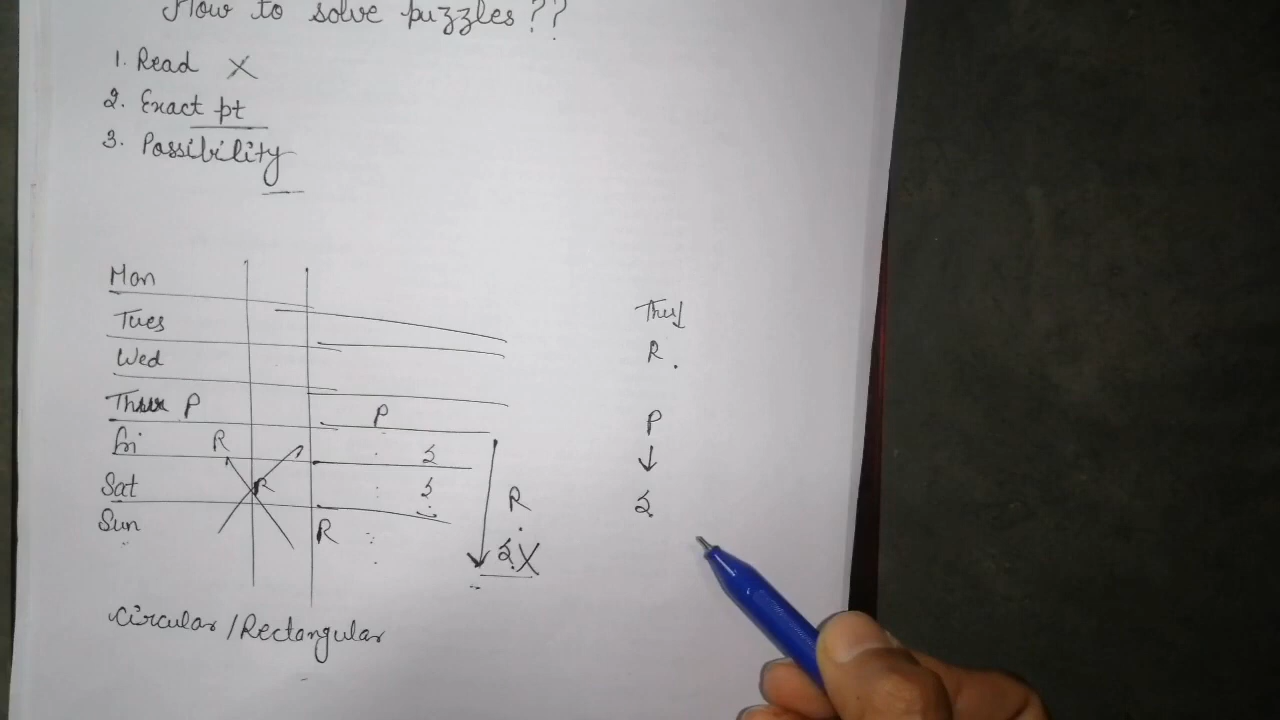 How to solve puzzles??
1. Read X
2. Exact pt
3. Possibility
Mon
Tues
Wed
Thur P P
Fri R 2
Sat R 2
Sun R
R
2X
Thu
R.
P
↓
2
Circular/Rectangular